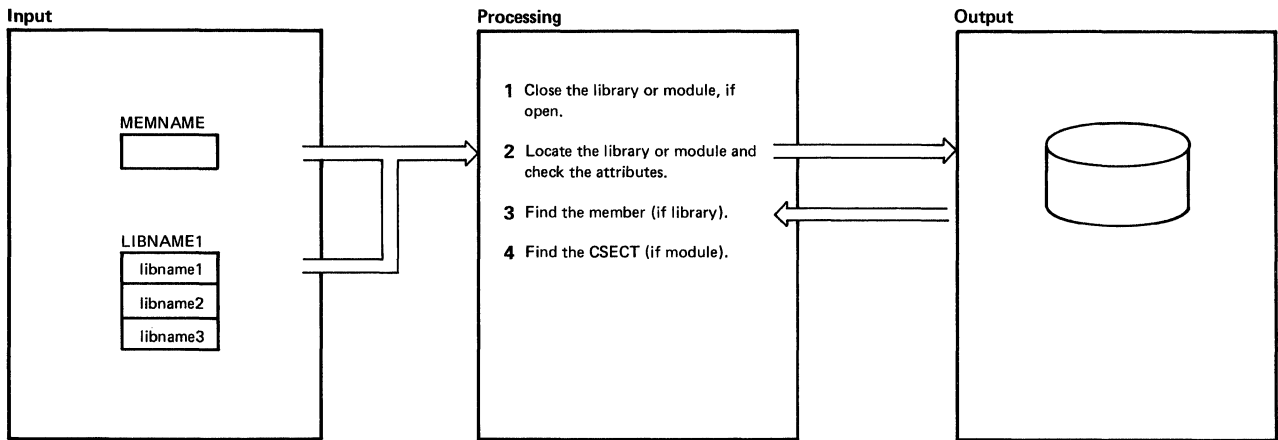 Input
MEMNAME
LIBNAME1
libname1
libname2
libname3
Processing
1 Close the library or module, if
open.
2 Locate the library or module and
check the attributes.
3 Find the member (if library).
4 Find the CSECT (if module).
Output